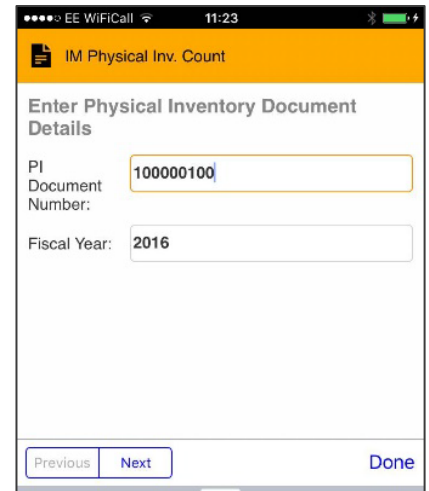 EE WiFiCall 11:23
IM Physical Inv. Count
Enter Physical Inventory Document
Details
PI
Document
Number:
100000100
Fiscal Year: 2016
Previous Next Done